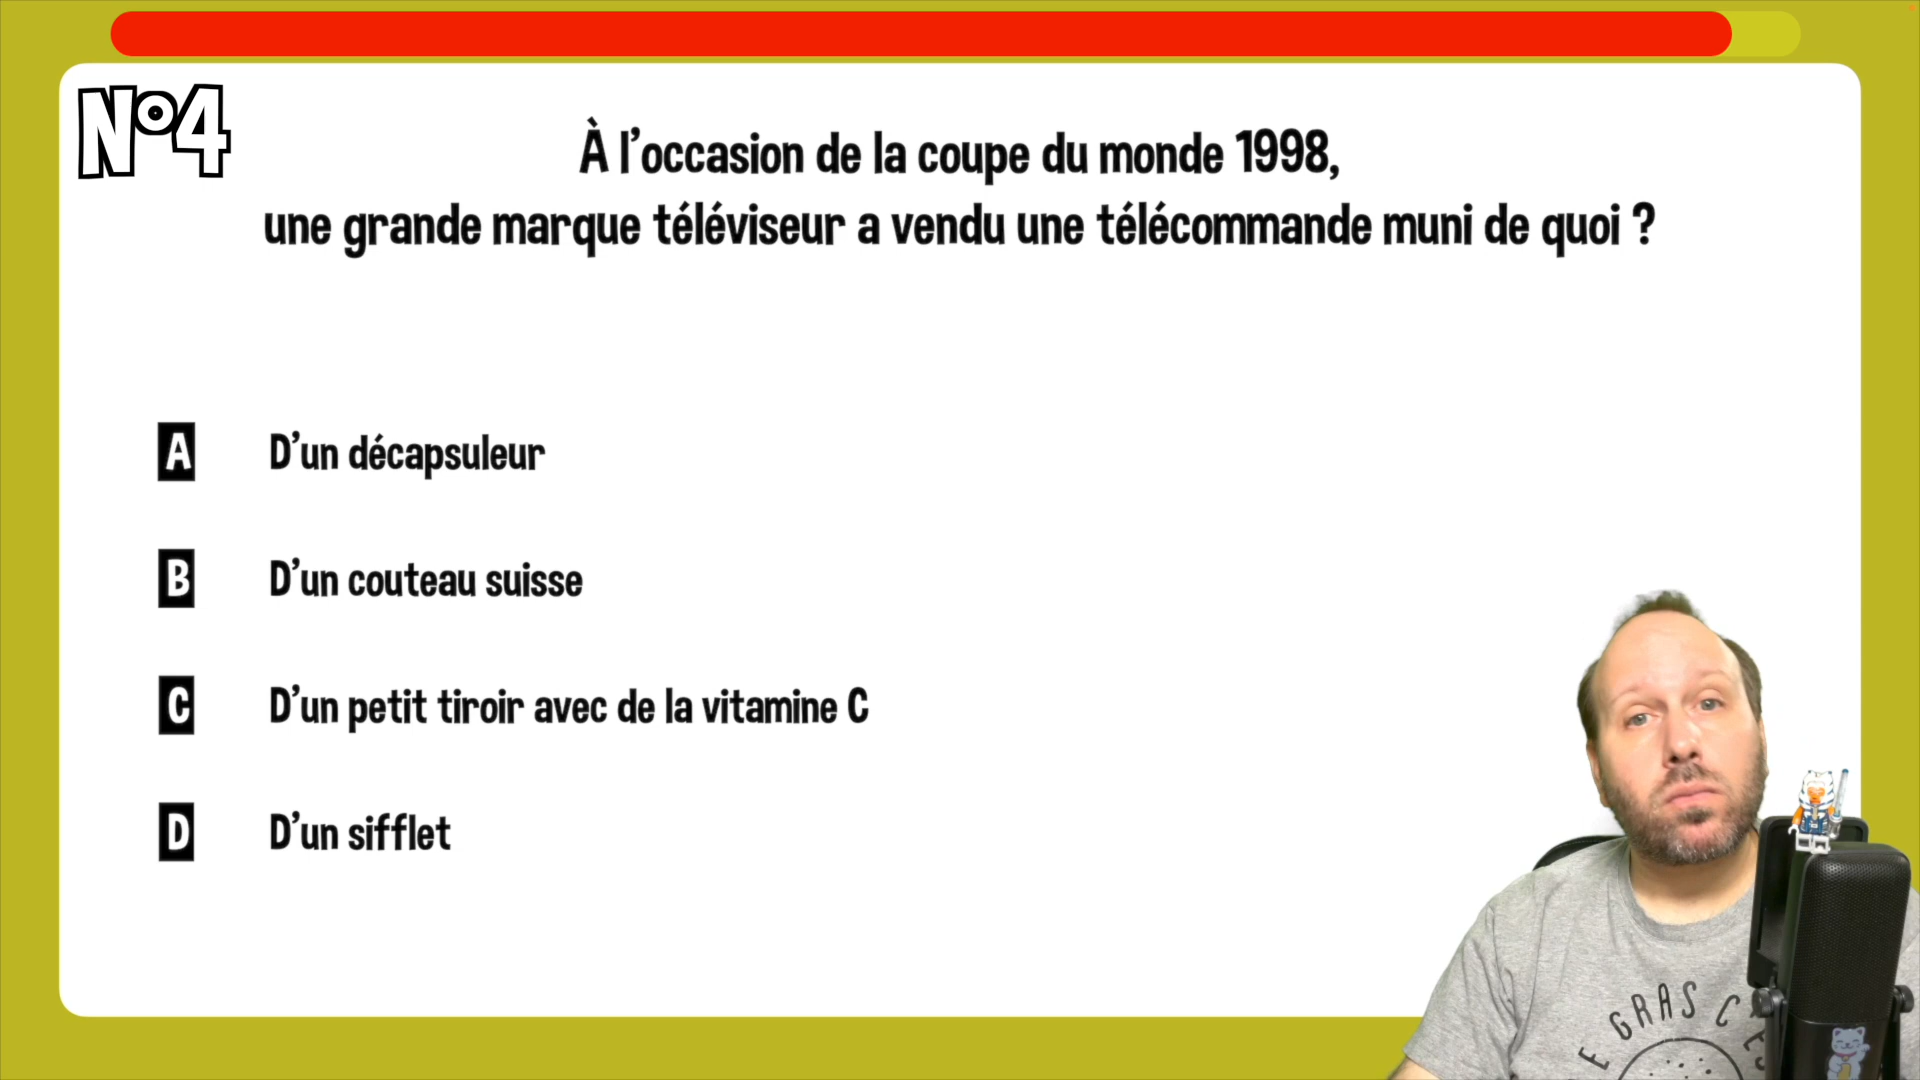 N°4
À l'occasion de la coupe du monde 1998,
une grande marque téléviseur a vendu une télécommande muni de quoi ?
A D'un décapsuleur
B D'un couteau suisse
C D'un petit tiroir avec de la vitamine C
D D'un sifflet
E GRAS C'E